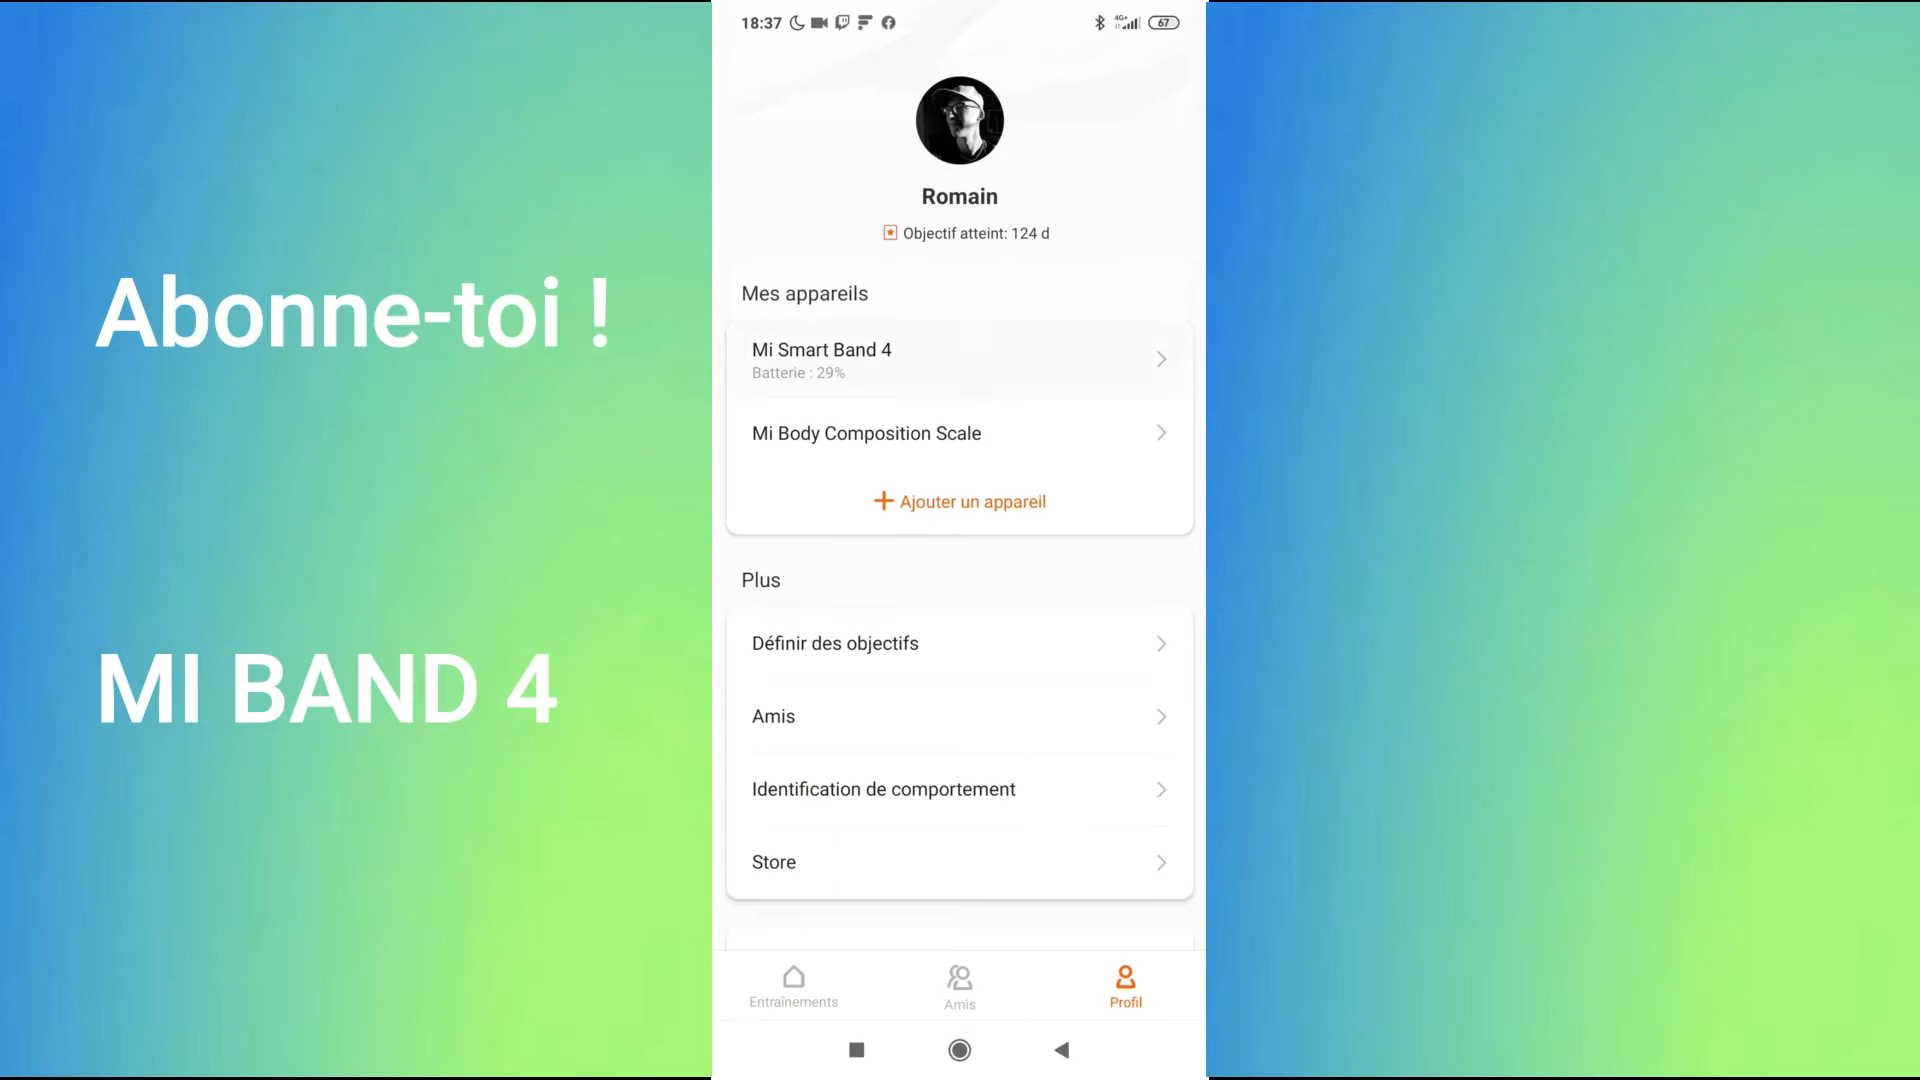 Abonne-toi !
MI BAND 4
18:37
4G+
67
Romain
Objectif atteint: 124 d
Mes appareils
Mi Smart Band 4
Batterie : 29%
Mi Body Composition Scale
Ajouter un appareil
Plus
Définir des objectifs
Amis
Identification de comportement
Store
Entraînements
Amis
Profil